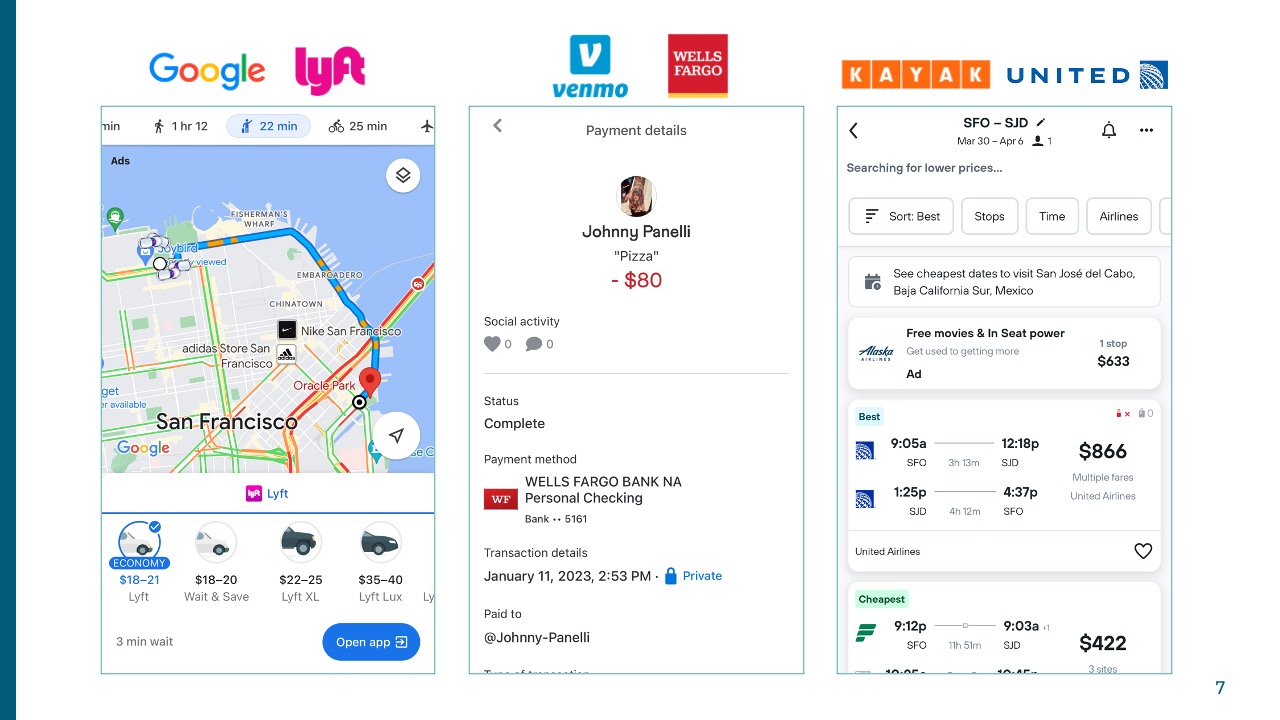 Google lyft
min
1 hr 12
22 min
25 min
Ads
FISHERMAN'S
WHARF
Joybird
viewed
EMBARCADERO
CHINATOWN
Nike San Francisco
adidas Store San
Francisco
Oracle Park
get
er available
San Francisco
Google
Lyft
ECONOMY
$18–21
Lyft
$18–20
Wait & Save
$22–25
Lyft XL
$35–40
Lyft Lux
Ly
3 min wait
Open app
V
venmo
WELLS
FARGO
Payment details
Johnny Panelli
"Pizza"
- $80
Social activity
0
0
Status
Complete
Payment method
WF
WELLS FARGO BANK NA
Personal Checking
Bank •• 5161
Transaction details
January 11, 2023, 2:53 PM · Private
Paid to
@Johnny-Panelli
Type of transaction
KAYAK UNITED
SFO – SJD
Mar 30 – Apr 6 1
Searching for lower prices...
Sort: Best
Stops
Time
Airlines
See cheapest dates to visit San José del Cabo,
Baja California Sur, Mexico
Alaska
AIRLINES
Free movies & In Seat power
Get used to getting more
Ad
1 stop
$633
Best
0
9:05a 12:18p
SFO 3h 13m SJD
1:25p 4:37p
SJD 4h 12m SFO
$866
Multiple fares
United Airlines
United Airlines
Cheapest
9:12p 9:03a +1
SFO 11h 51m SJD
$422
3 sites
7